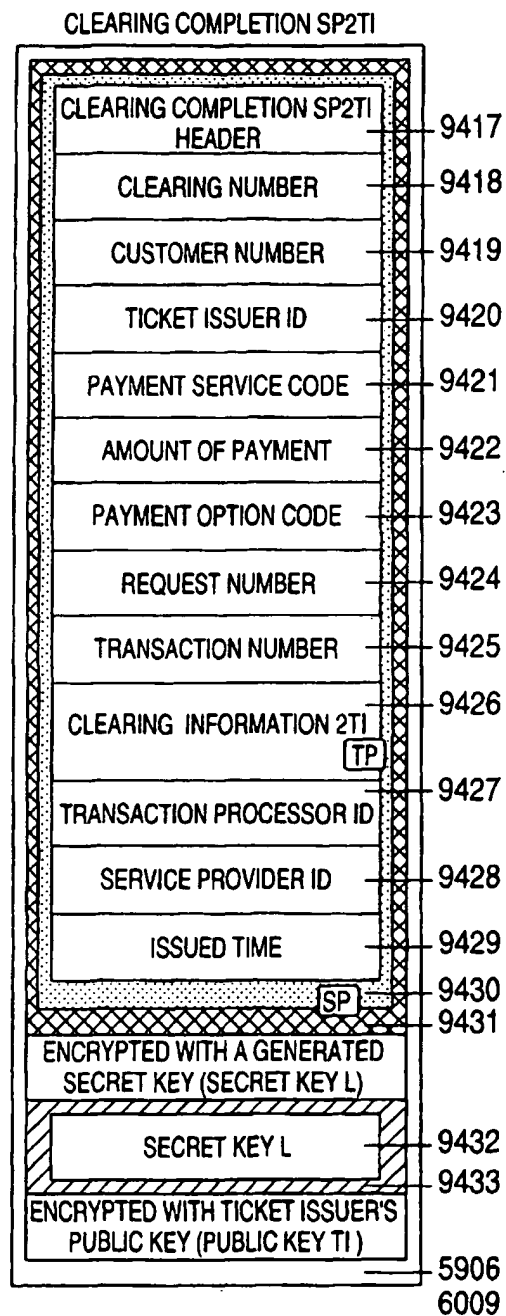 CLEARING COMPLETION SP2TI
CLEARING COMPLETION SP2TI
HEADER
9417
CLEARING NUMBER
9418
CUSTOMER NUMBER
9419
TICKET ISSUER ID
9420
PAYMENT SERVICE CODE
9421
AMOUNT OF PAYMENT
9422
PAYMENT OPTION CODE
9423
REQUEST NUMBER
9424
TRANSACTION NUMBER
9425
9426
CLEARING INFORMATION 2TI
TP
9427
TRANSACTION PROCESSOR ID
SERVICE PROVIDER ID
9428
ISSUED TIME
9429
SP
9430
9431
ENCRYPTED WITH A GENERATED
SECRET KEY (SECRET KEY L)
SECRET KEY L
9432
9433
ENCRYPTED WITH TICKET ISSUER'S
PUBLIC KEY (PUBLIC KEY TI )
5906
6009